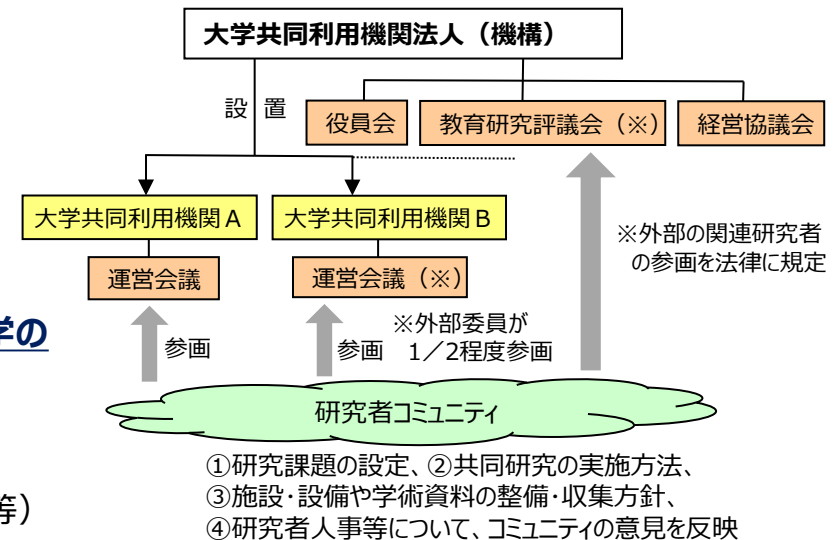 大学共同利用機関法人（機構）
設 置
役員会
教育研究評議会（※）
経営協議会
大学共同利用機関Ａ
大学共同利用機関Ｂ
※外部の関連研究者
の参画を法律に規定
運営会議
運営会議（※）
学の
参画
参画
※外部委員が
1／2程度参画
研究者コミュニティ
①研究課題の設定、②共同研究の実施方法、
③施設・設備や学術資料の整備・収集方針、
等）
④研究者人事等について、コミュニティの意見を反映